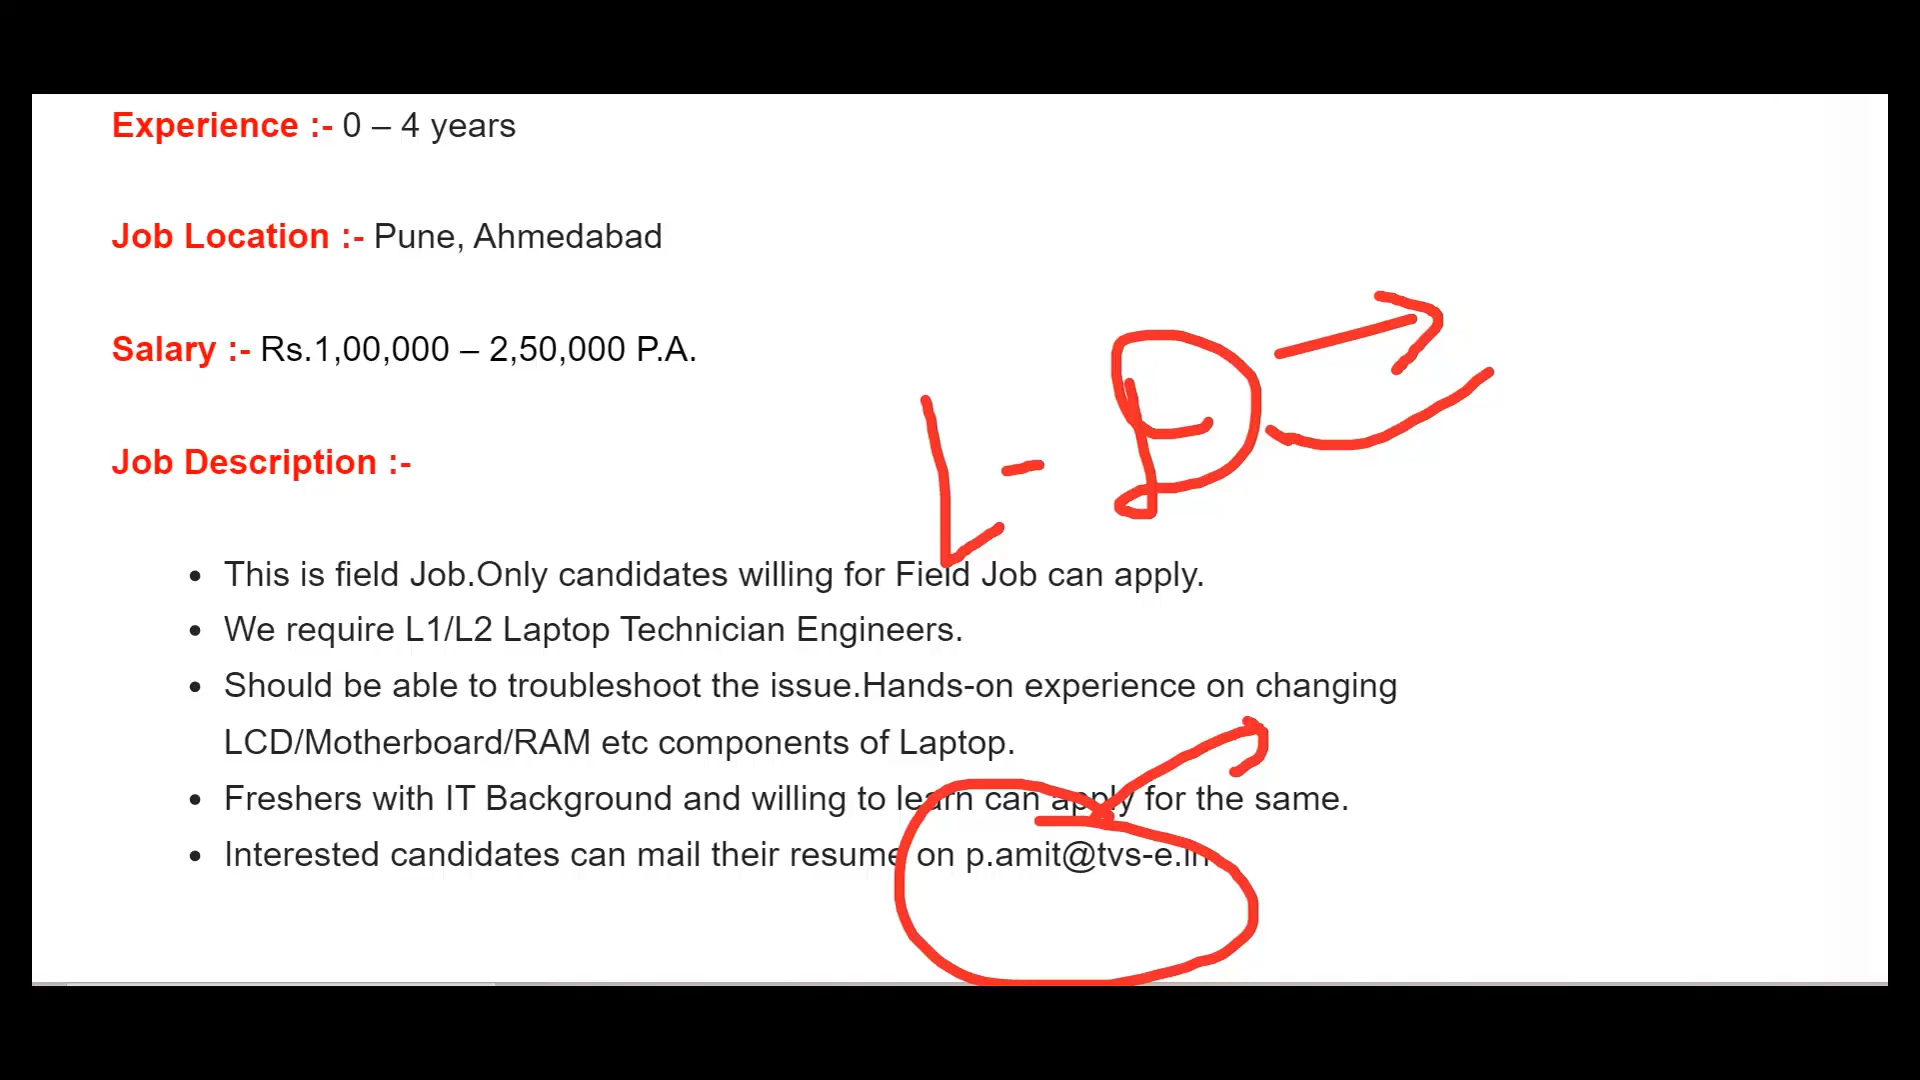 Experience :- 0 – 4 years
Job Location :- Pune, Ahmedabad
Salary :- Rs.1,00,000 – 2,50,000 P.A.
L - P
Job Description :-
• This is field Job.Only candidates willing for Field Job can apply.
• We require L1/L2 Laptop Technician Engineers.
• Should be able to troubleshoot the issue.Hands-on experience on changing
LCD/Motherboard/RAM etc components of Laptop.
• Freshers with IT Background and willing to learn can apply for the same.
• Interested candidates can mail their resume on p.amit@tvs-e.in